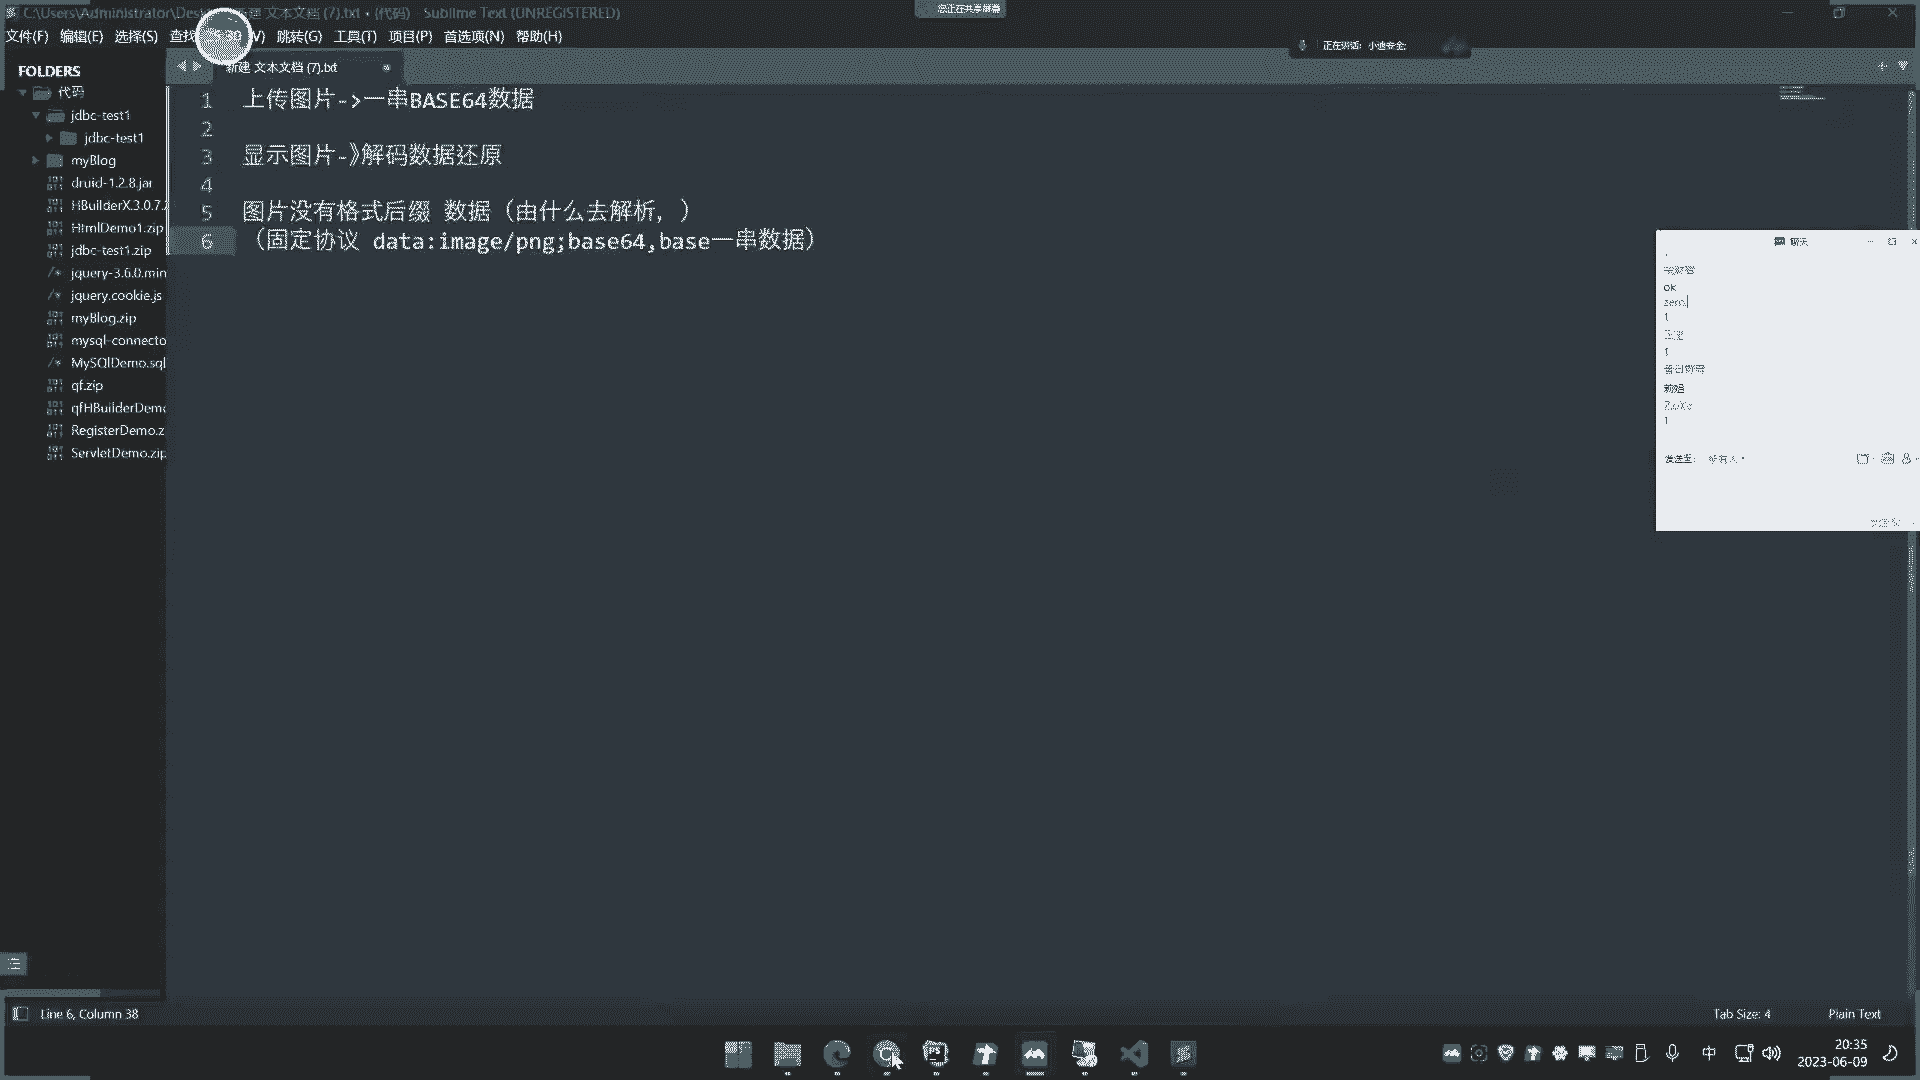 您正在共享屏幕
C:\Users\Administrator\Des 文本文档 (7).txt • (代码) - Sublime Text (UNREGISTERED)
文件(F) 编辑(E) 选择(S) 查找 V) 跳转(G) 工具(T) 项目(P) 首选项(N) 帮助(H)
正在讲话: 小迪安全;
FOLDERS
代码
jdbc-test1
jdbc-test1
myBlog
druid-1.2.8.jar
HBuilderX.3.0.7.
HtmlDemo1.zip
jdbc-test1.zip
jquery-3.6.0.min
jquery.cookie.js
myBlog.zip
mysql-connecto
MySQlDemo.sql
qf.zip
qfHBuilderDemo
RegisterDemo.z
ServletDemo.zip
新建 文本文档 (7).txt
1 上传图片->一串BASE64数据
2
3 显示图片-》解码数据还原
4
5 图片没有格式后缀 数据（由什么去解析，）
6 （固定协议 data:image/png;base64,base一串数据）
聊天
ok
zero
1
1
1
发送至: 所有人
Line 6, Column 38
Tab Size: 4
Plain Text
中
20:35
2023-06-09